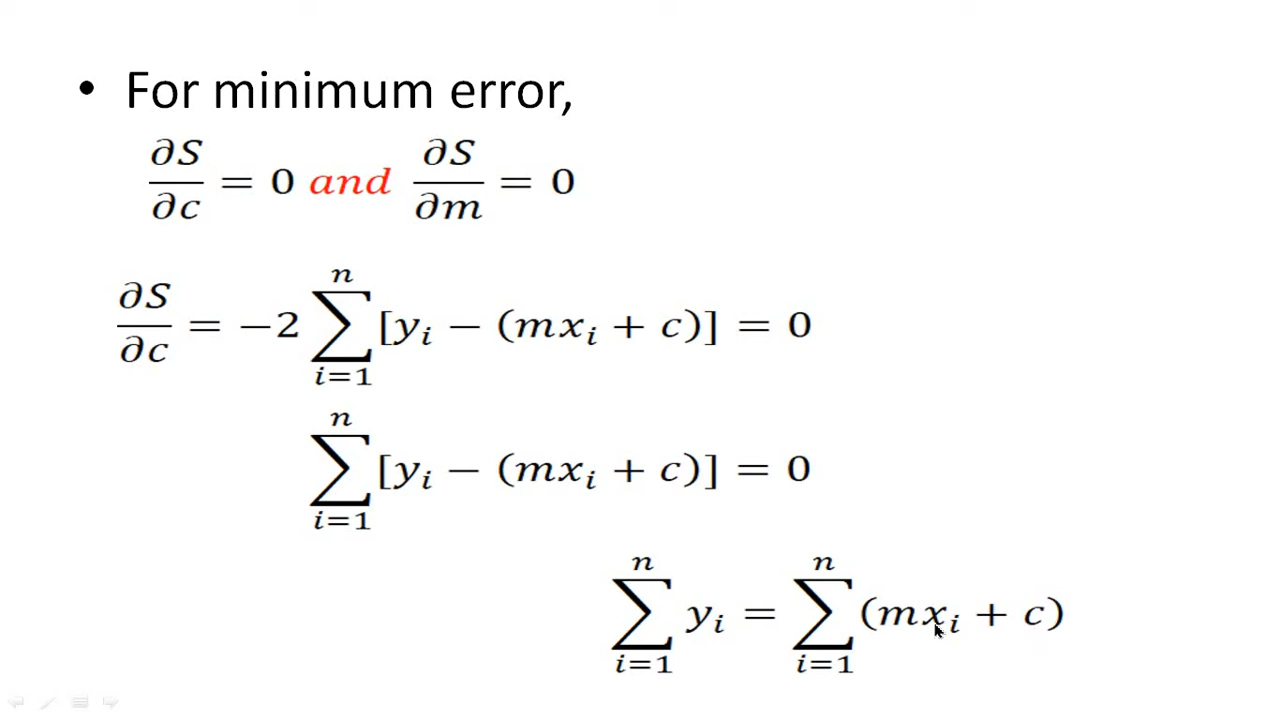 • For minimum error,
∂S/∂c = 0 and ∂S/∂m = 0
∂S/∂c = −2 ∑_{i=1}^{n} [y_i − (mx_i + c)] = 0
∑_{i=1}^{n} [y_i − (mx_i + c)] = 0
∑_{i=1}^{n} y_i = ∑_{i=1}^{n} (mx_i + c)